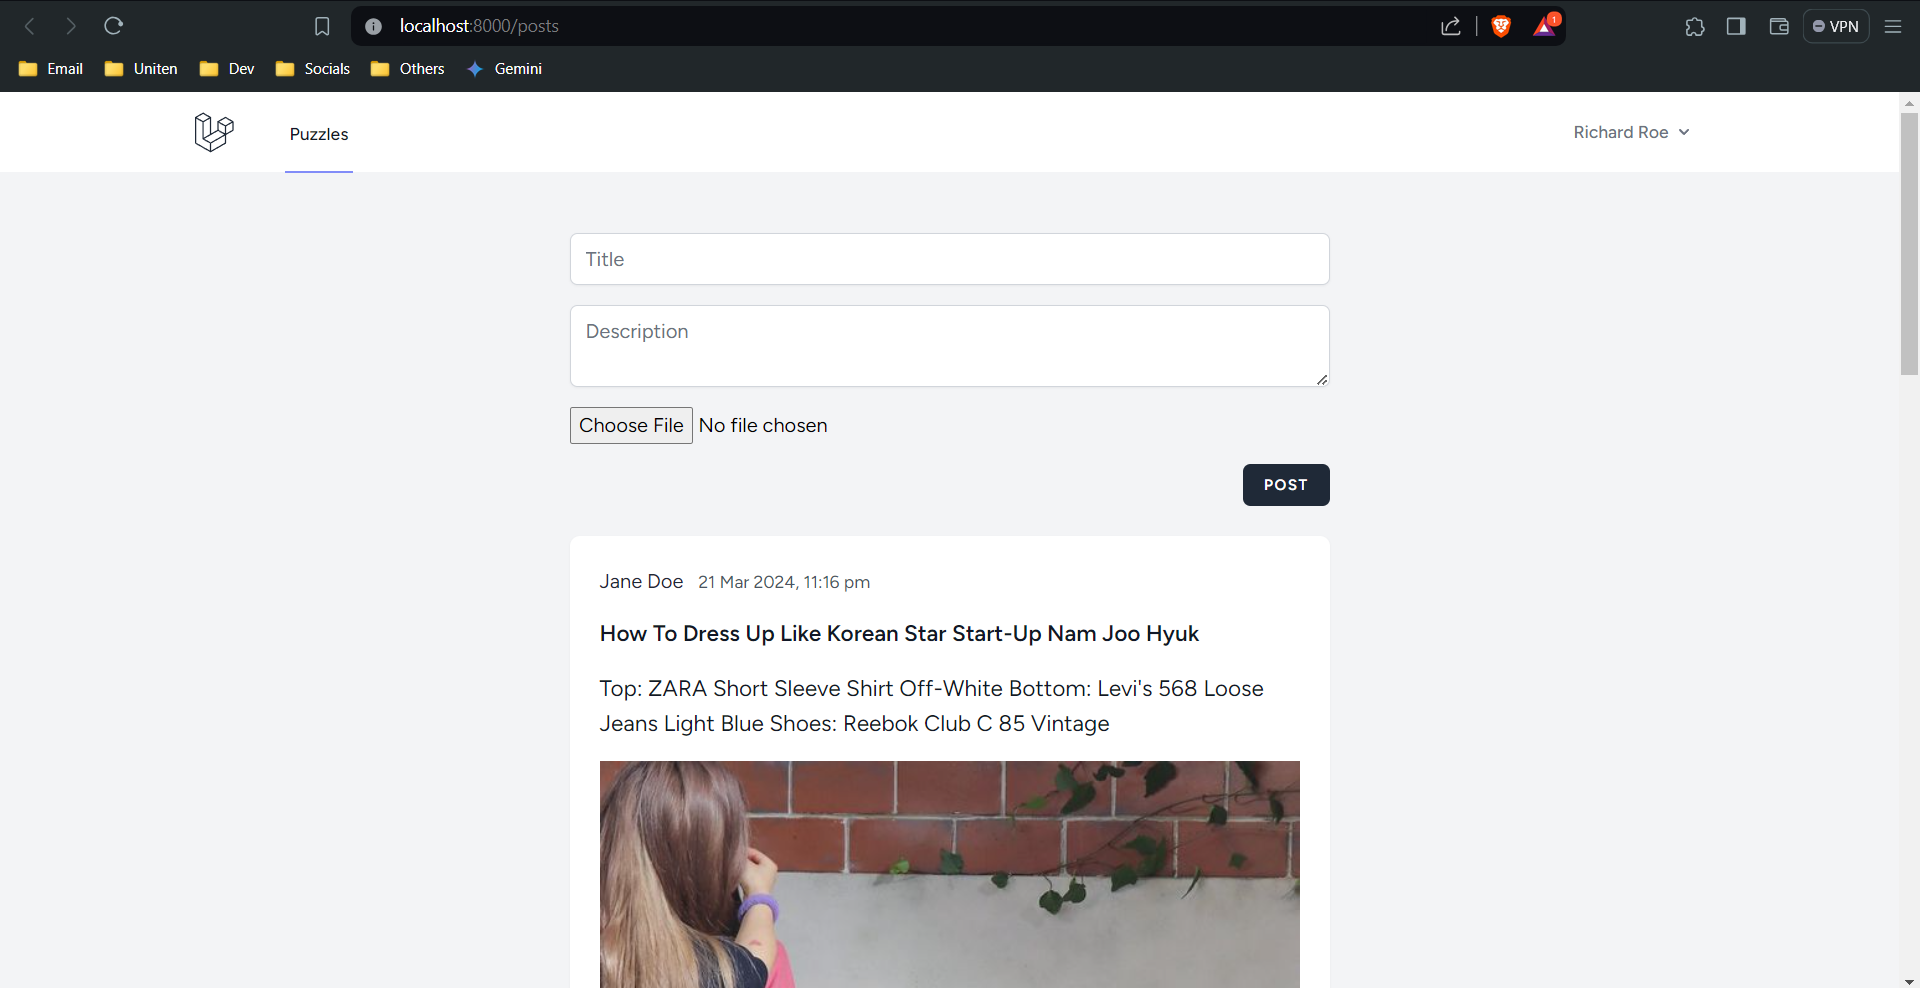 localhost:8000/posts
1
VPN
Email Uniten Dev Socials Others Gemini
Puzzles
Richard Roe
Title
Description
Choose File No file chosen
POST
Jane Doe 21 Mar 2024, 11:16 pm
How To Dress Up Like Korean Star Start-Up Nam Joo Hyuk
Top: ZARA Short Sleeve Shirt Off-White Bottom: Levi's 568 Loose
Jeans Light Blue Shoes: Reebok Club C 85 Vintage